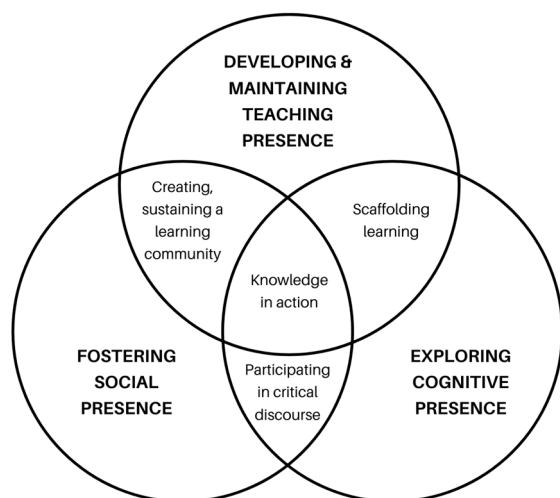 DEVELOPING &
MAINTAINING
TEACHING
PRESENCE
Creating,
sustaining a
learning
community
Scaffolding
learning
Knowledge
in action
FOSTERING
SOCIAL
PRESENCE
Participating
in critical
discourse
EXPLORING
COGNITIVE
PRESENCE